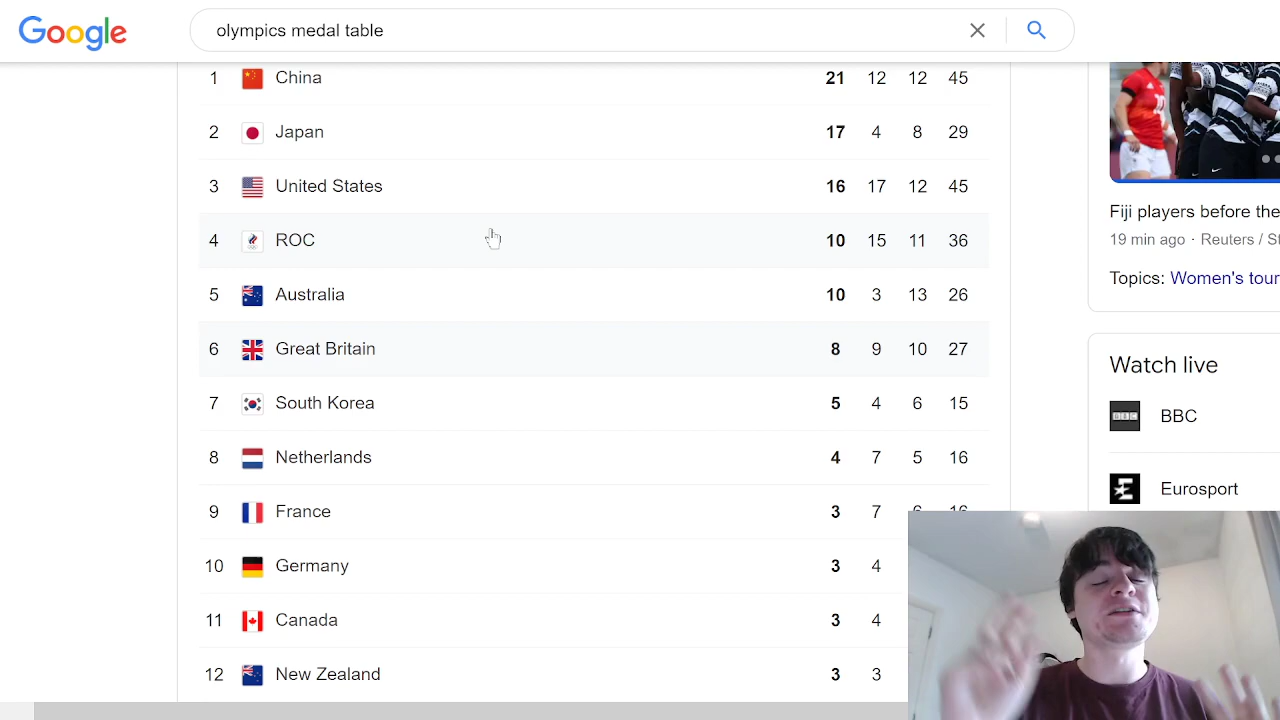 Google
olympics medal table
1 China 21 12 12 45
2 Japan 17 4 8 29
3 United States 16 17 12 45
4 ROC 10 15 11 36
5 Australia 10 3 13 26
6 Great Britain 8 9 10 27
7 South Korea 5 4 6 15
8 Netherlands 4 7 5 16
9 France 3 7 6 16
10 Germany 3 4
11 Canada 3 4
12 New Zealand 3 3
Fiji players before the
19 min ago · Reuters / St
Topics: Women's tour
Watch live
BBC BBC
Eurosport